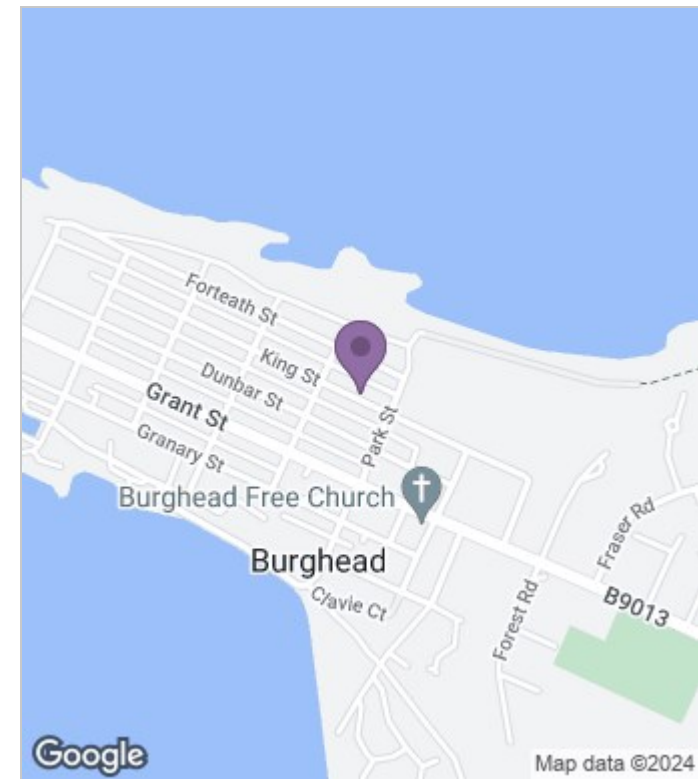 Forteath St
King St
Dunbar St
Grant St
Granary St
Park St
Burghead Free Church
Burghead
Clavie Ct
Fraser Rd
B9013
Forest Rd
Google
Map data ©2024